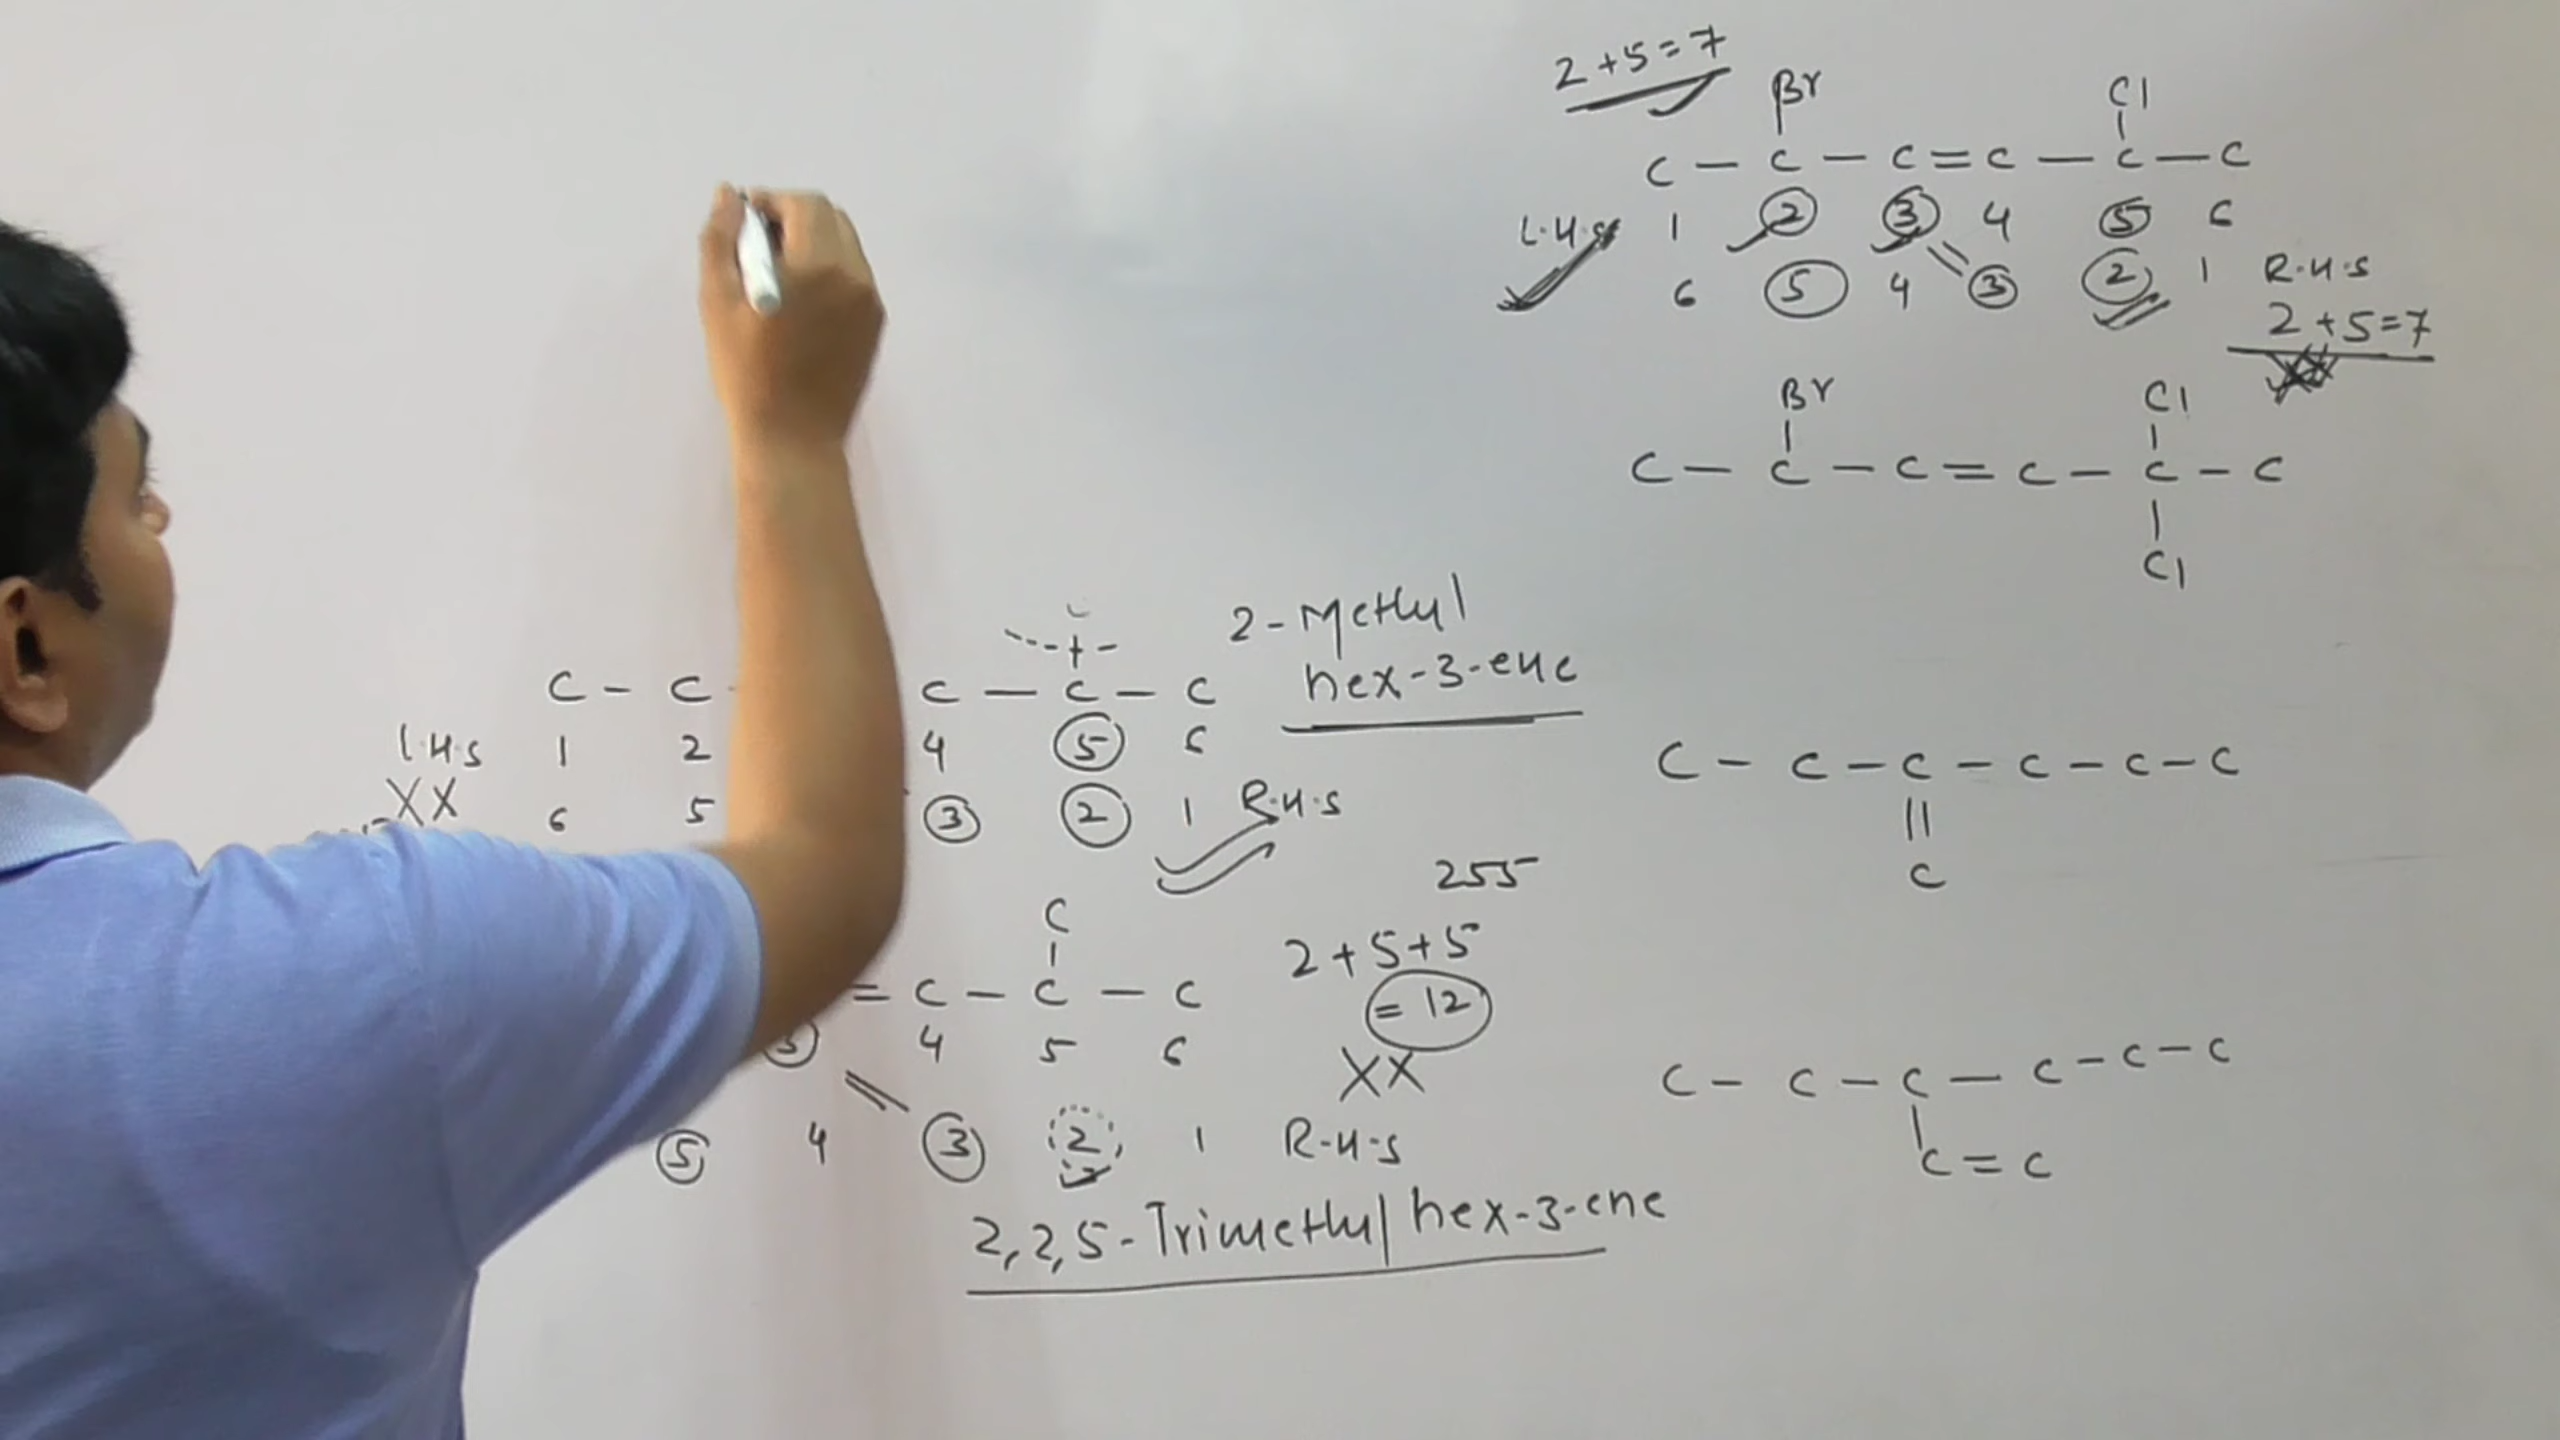 2+5=7
Br Cl
C - C - C = C - C - C
L.H.S 1 2 3 4 5 6
6 5 4 3 2 1 R.H.S
2+5=7
Br Cl
C - C - C = C - C - C
Cl
2-Methyl
hex-3-ene
C - C C - C - C
L.H.S 1 2 4 5 6
XX 6 5 3 2 1 R.H.S
C - C - C - C - C - C
||
C
255
2+5+5
=12
XX
C
= C - C - C
3 4 5 6
5 4 3 2 1 R.H.S
C - C - C - C - C - C
C = C
2,2,5-Trimethyl hex-3-ene